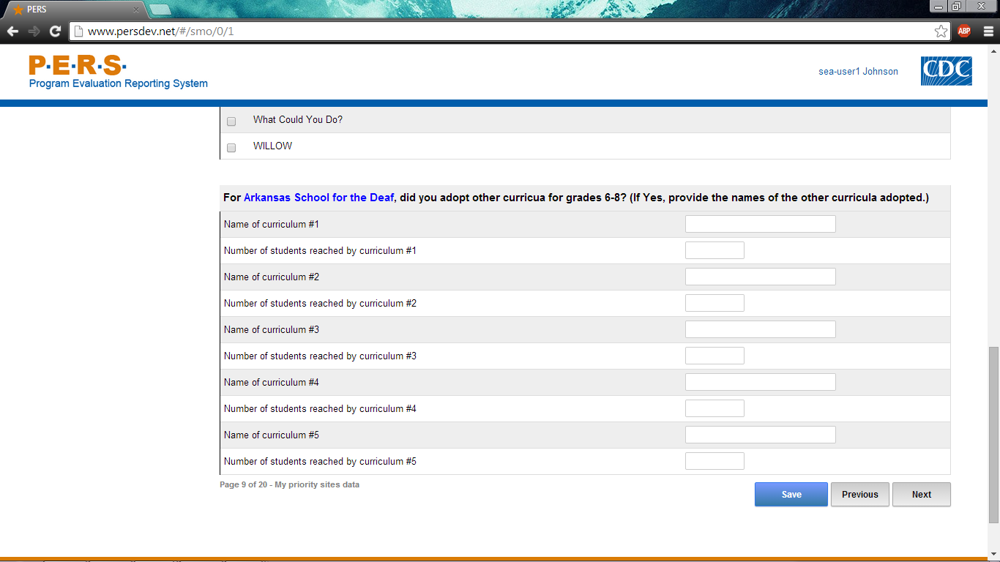 PERS
www.persdev.net/#/smo/0/1
ABP
P·E·R·S·
Program Evaluation Reporting System
sea-user1 Johnson
CDC
What Could You Do?
WILLOW
For Arkansas School for the Deaf, did you adopt other curricua for grades 6-8? (If Yes, provide the names of the other curricula adopted.)
Name of curriculum #1
Number of students reached by curriculum #1
Name of curriculum #2
Number of students reached by curriculum #2
Name of curriculum #3
Number of students reached by curriculum #3
Name of curriculum #4
Number of students reached by curriculum #4
Name of curriculum #5
Number of students reached by curriculum #5
Page 9 of 20 - My priority sites data
Save Previous Next